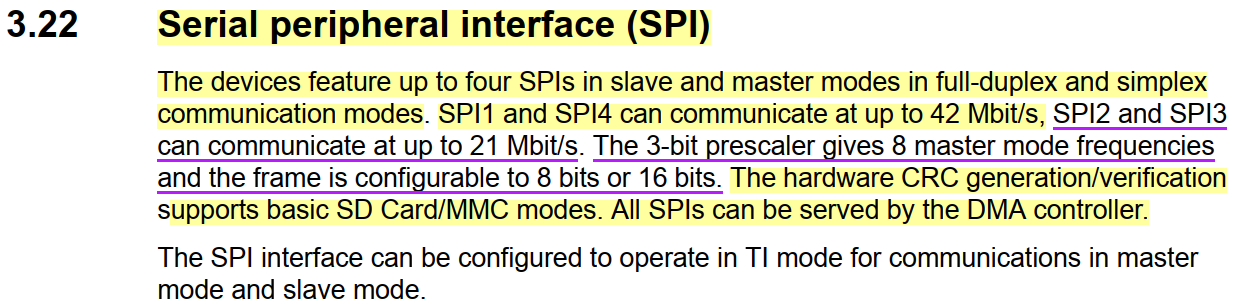 3.22 Serial peripheral interface (SPI)
The devices feature up to four SPIs in slave and master modes in full-duplex and simplex
communication modes. SPI1 and SPI4 can communicate at up to 42 Mbit/s, SPI2 and SPI3
can communicate at up to 21 Mbit/s. The 3-bit prescaler gives 8 master mode frequencies
and the frame is configurable to 8 bits or 16 bits. The hardware CRC generation/verification
supports basic SD Card/MMC modes. All SPIs can be served by the DMA controller.
The SPI interface can be configured to operate in TI mode for communications in master
mode and slave mode.